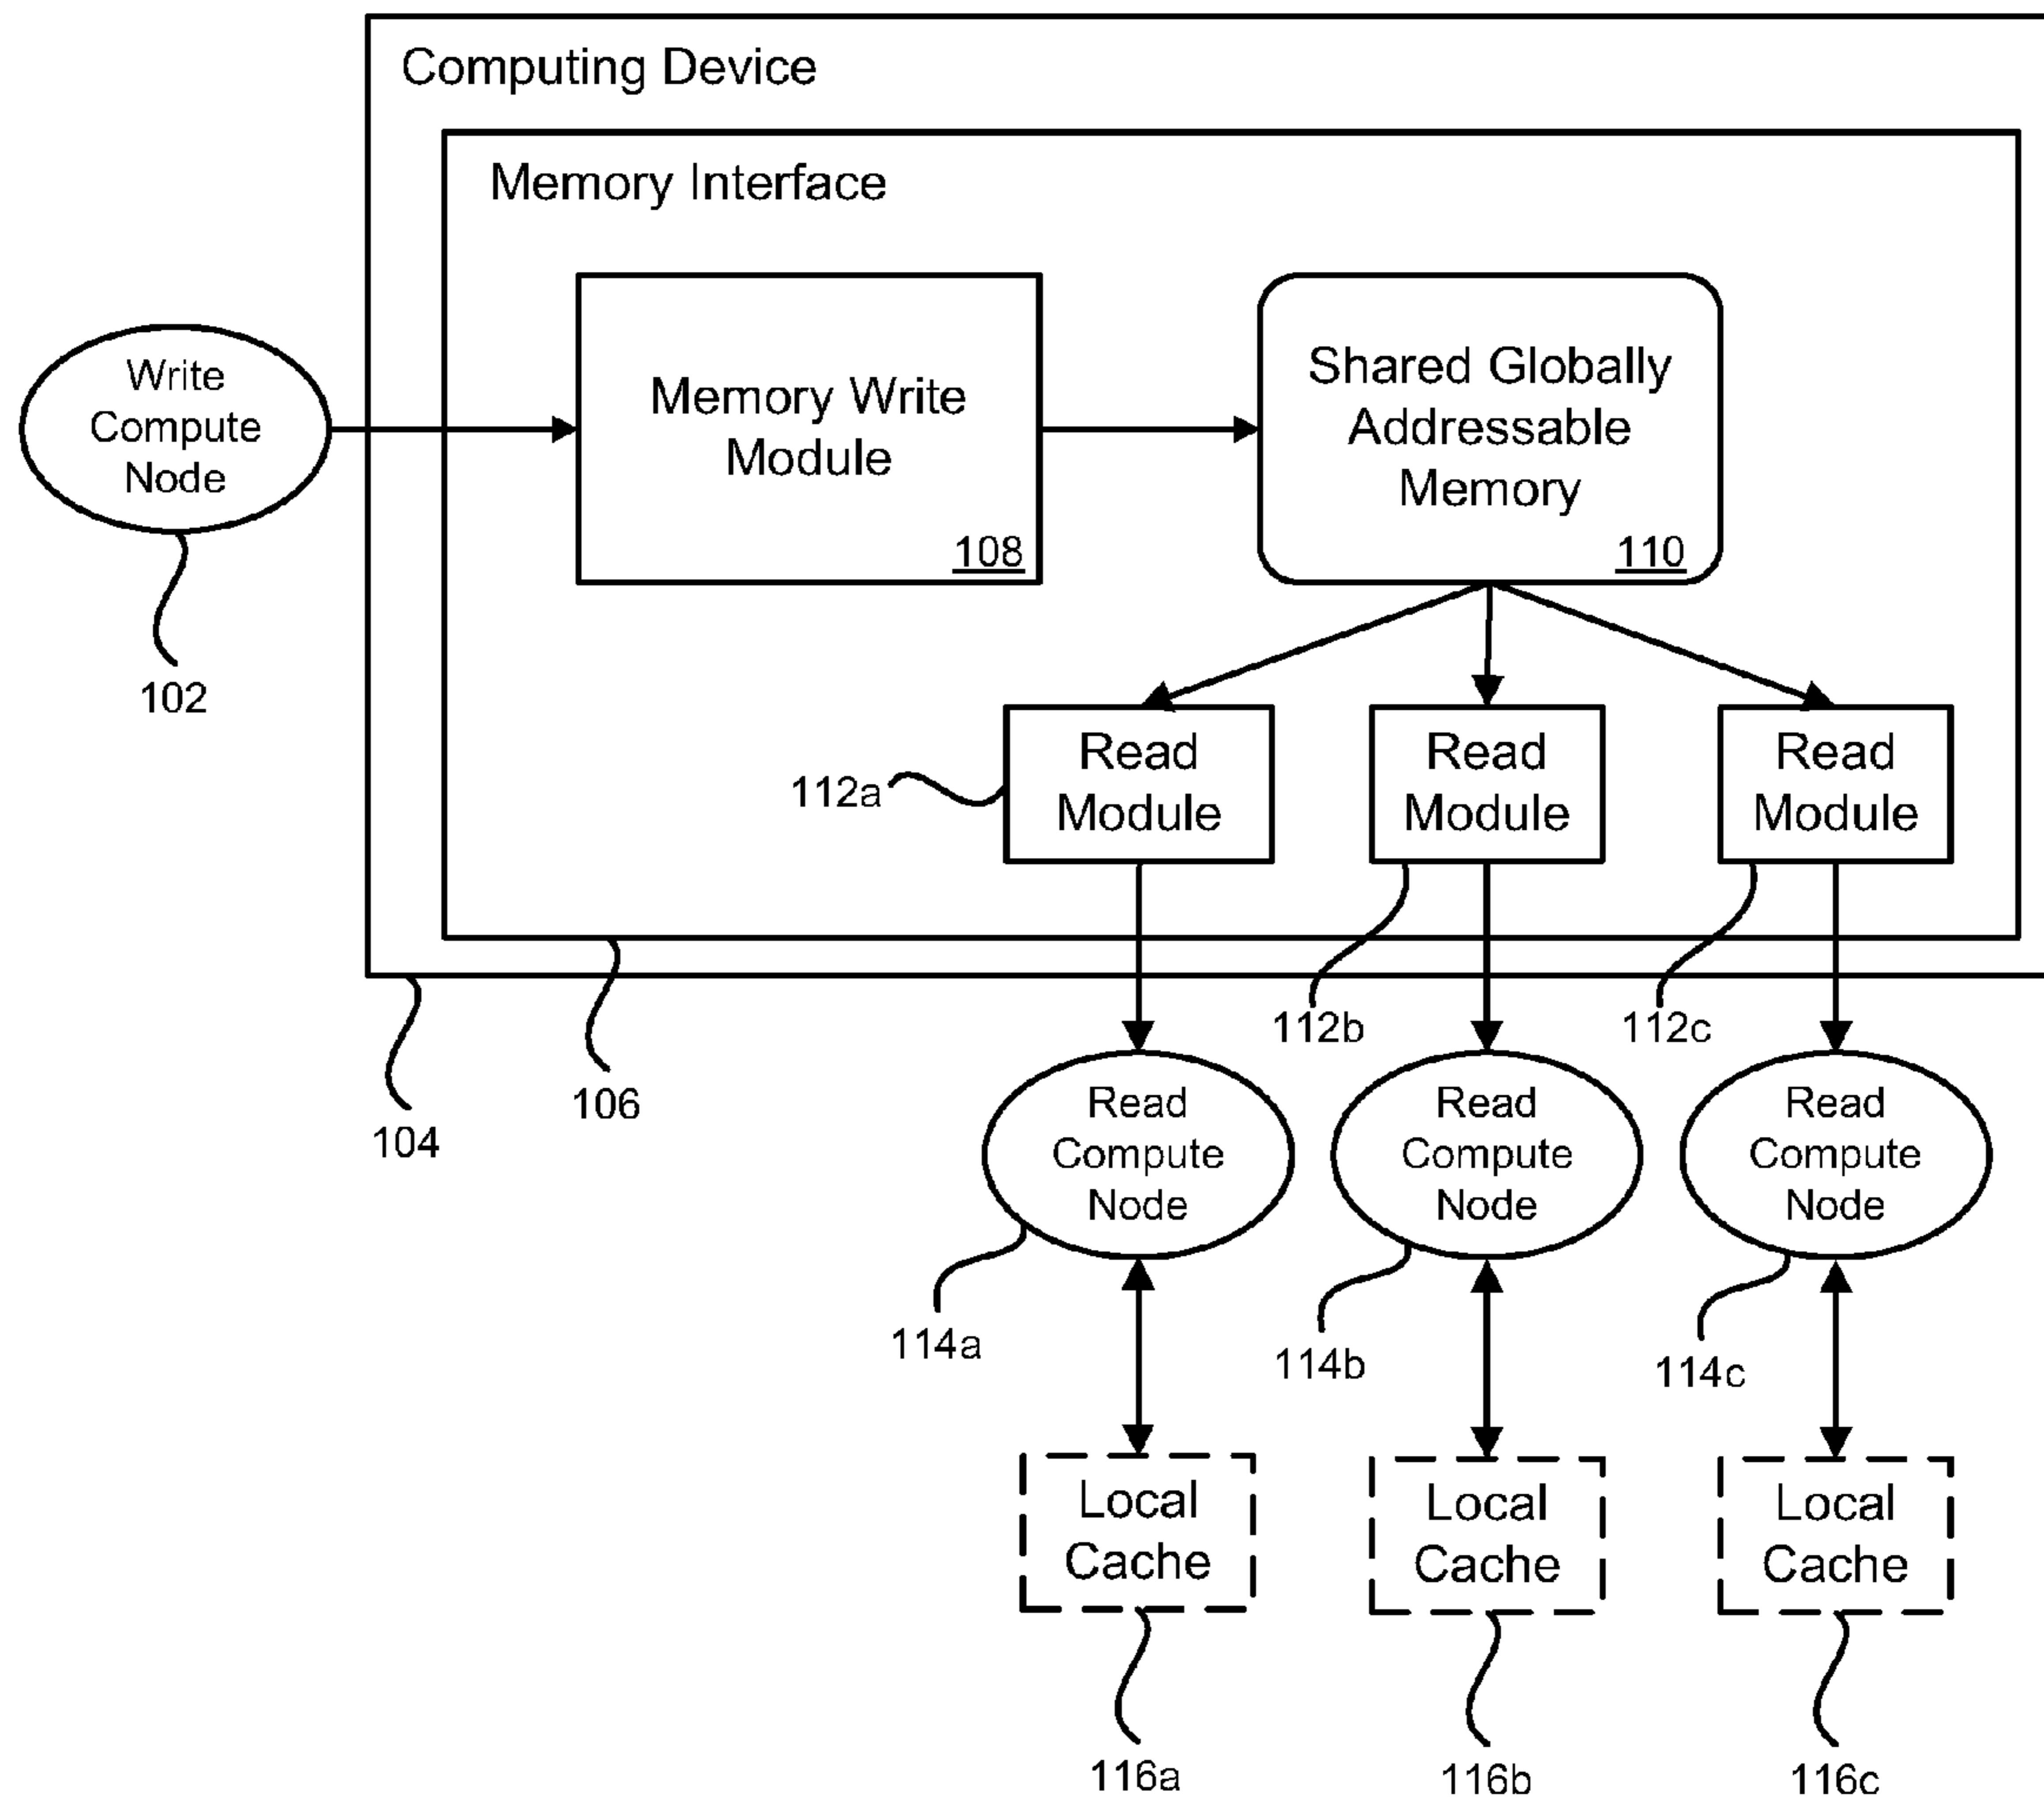 Computing Device
Memory Interface
Write
Compute
Node
Memory Write
Module
108
Shared Globally
Addressable
Memory
110
102
112a
Read
Module
Read
Module
Read
Module
112b
112c
104
106
Read
Compute
Node
Read
Compute
Node
Read
Compute
Node
114a
114b
114c
Local
Cache
Local
Cache
Local
Cache
116a
116b
116c